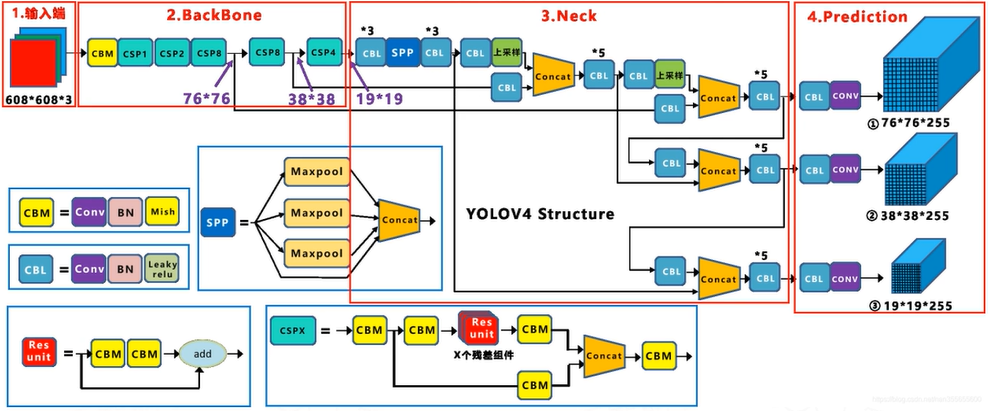 1.输入端
2.BackBone
3.Neck
4.Prediction
608*608*3
CBM
CSP1
CSP2
CSP8
CSP8
CSP4
76*76
38*38
19*19
*3
*3
CBL
SPP
CBL
CBL
上采样
CBL
Concat
*5
CBL
CBL
上采样
CBL
Concat
*5
CBL
CBL
CONV
① 76*76*255
CBL
Concat
*5
CBL
CBL
CONV
② 38*38*255
CBL
Concat
*5
CBL
CBL
CONV
③ 19*19*255
YOLOV4 Structure
SPP
=
Maxpool
Maxpool
Maxpool
Concat
CBM = Conv BN Mish
CBL = Conv BN Leaky
relu
Res
unit
=
CBM CBM add
CSPX = CBM CBM
Res
unit
CBM
X个残差组件
CBM
Concat
CBM